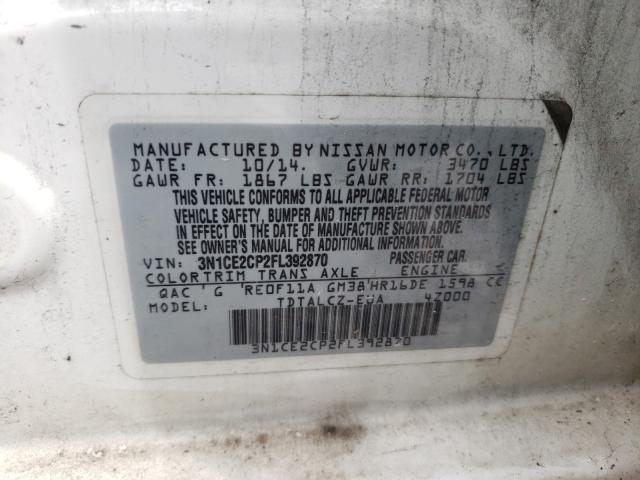 MANUFACTURED BY NISSAN MOTOR CO., LTD.
DATE: 10/14. GVWR: 3470 LBS
GAWR FR: 1867 LBS GAWR RR: 1704 LBS
THIS VEHICLE CONFORMS TO ALL APPLICABLE FEDERAL MOTOR
VEHICLE SAFETY, BUMPER AND THEFT PREVENTION STANDARDS
IN EFFECT ON THE DATE OF MANUFACTURE SHOWN ABOVE.
SEE OWNER'S MANUAL FOR ADDITIONAL INFORMATION.
VIN: 3N1CE2CP2FL392870 PASSENGER CAR.
COLOR TRIM TRANS AXLE ENGINE
QAC 'G 'RE0F11A GM38'HR16DE 1598 CC
MODEL: TDTALCZ-EUA 4Z000
3N1CE2CP2FL392870